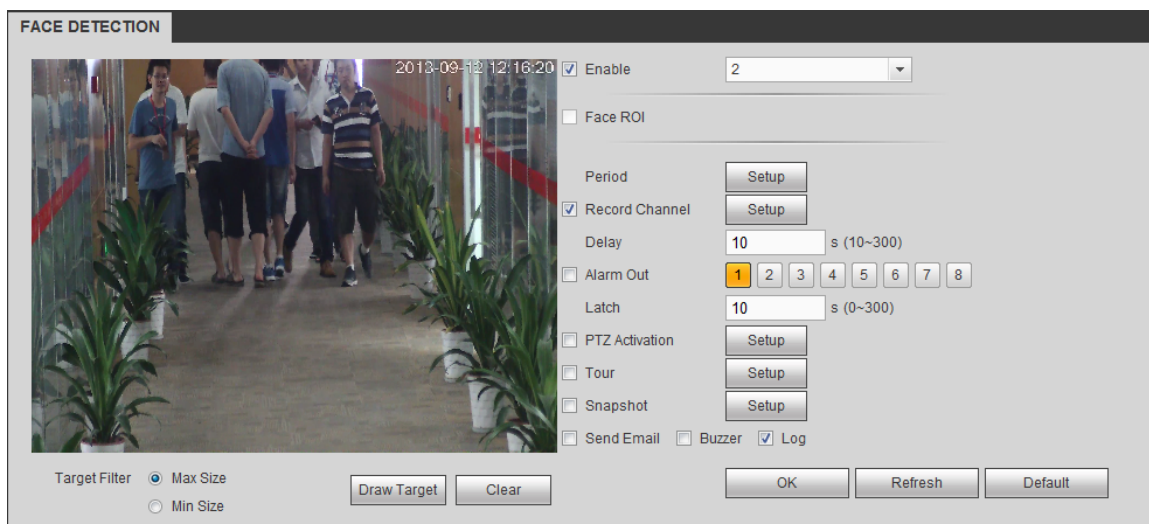 FACE DETECTION
2013-09-12 12:16:20
Enable 2
Face ROI
Period Setup
Record Channel Setup
Delay 10 s (10~300)
Alarm Out 1 2 3 4 5 6 7 8
Latch 10 s (0~300)
PTZ Activation Setup
Tour Setup
Snapshot Setup
Send Email Buzzer Log
Target Filter Max Size
Min Size
Draw Target Clear
OK Refresh Default